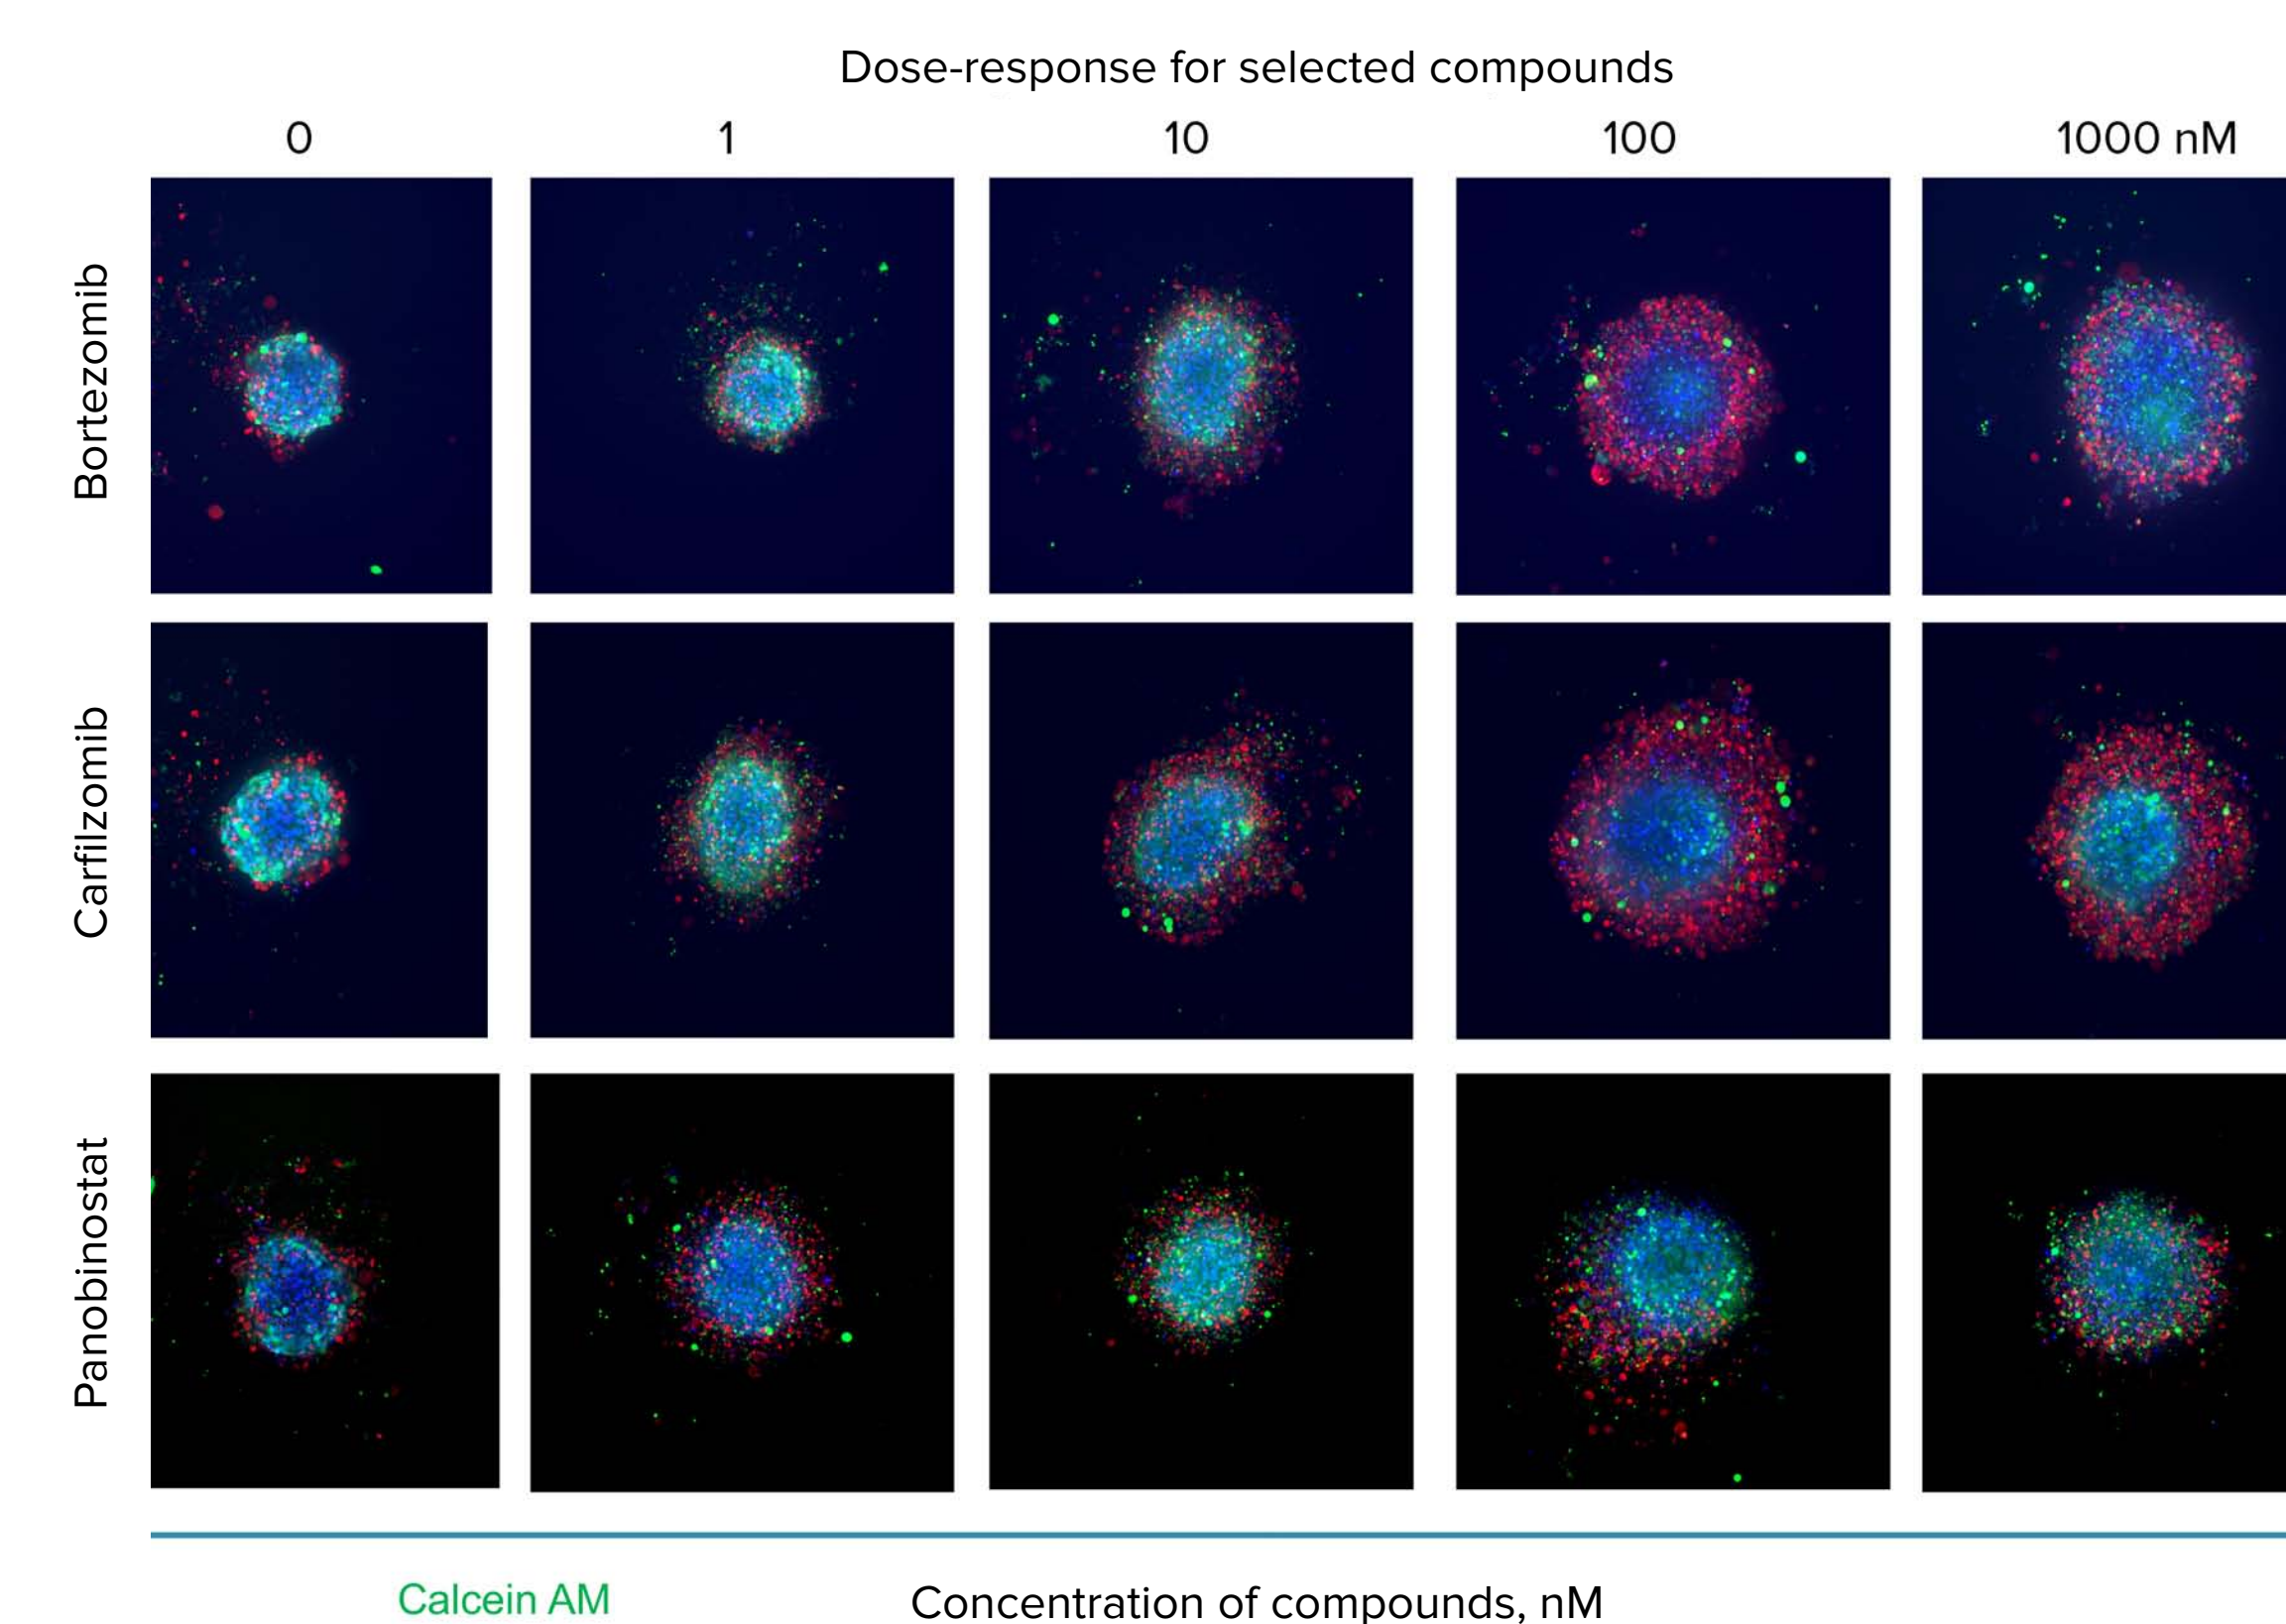 Dose-response for selected compounds
0 1 10 100 1000 nM
Bortezomib
Carfilzomib
Panobinostat
Calcein AM
Concentration of compounds, nM